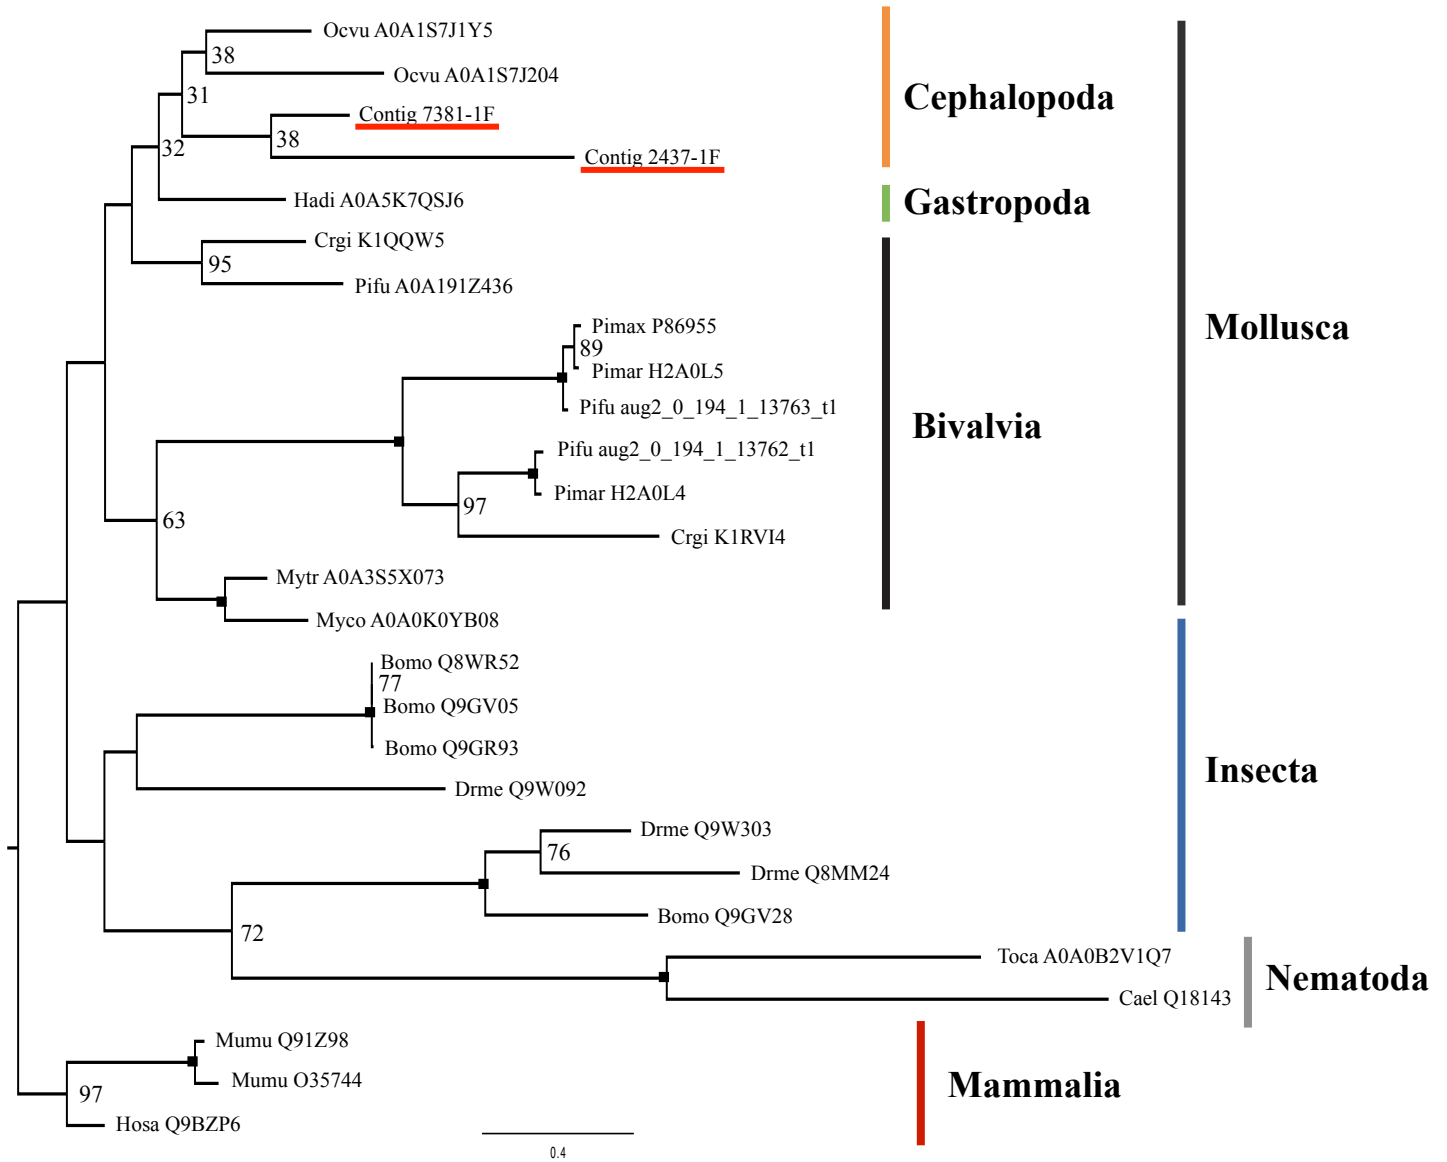 Ocvu A0A1S7J1Y5
38
Ocvu A0A1S7J204
31
Contig 7381-1F
38
32
Contig 2437-1F
Hadi A0A5K7QSJ6
Crgi K1QQW5
95
Pifu A0A191Z436
Pimax P86955
89
Pimar H2A0L5
Pifu aug2_0_194_1_13763_t1
Pifu aug2_0_194_1_13762_t1
Pimar H2A0L4
97
63
Crgi K1RVI4
Mytr A0A3S5X073
Myco A0A0K0YB08
Bomo Q8WR52
77
Bomo Q9GV05
Bomo Q9GR93
Drme Q9W092
Drme Q9W303
76
Drme Q8MM24
Bomo Q9GV28
72
Toca A0A0B2V1Q7
Cael Q18143
Mumu Q91Z98
Mumu O35744
97
Hosa Q9BZP6
0.4
Cephalopoda
Gastropoda
Bivalvia
Mollusca
Insecta
Nematoda
Mammalia